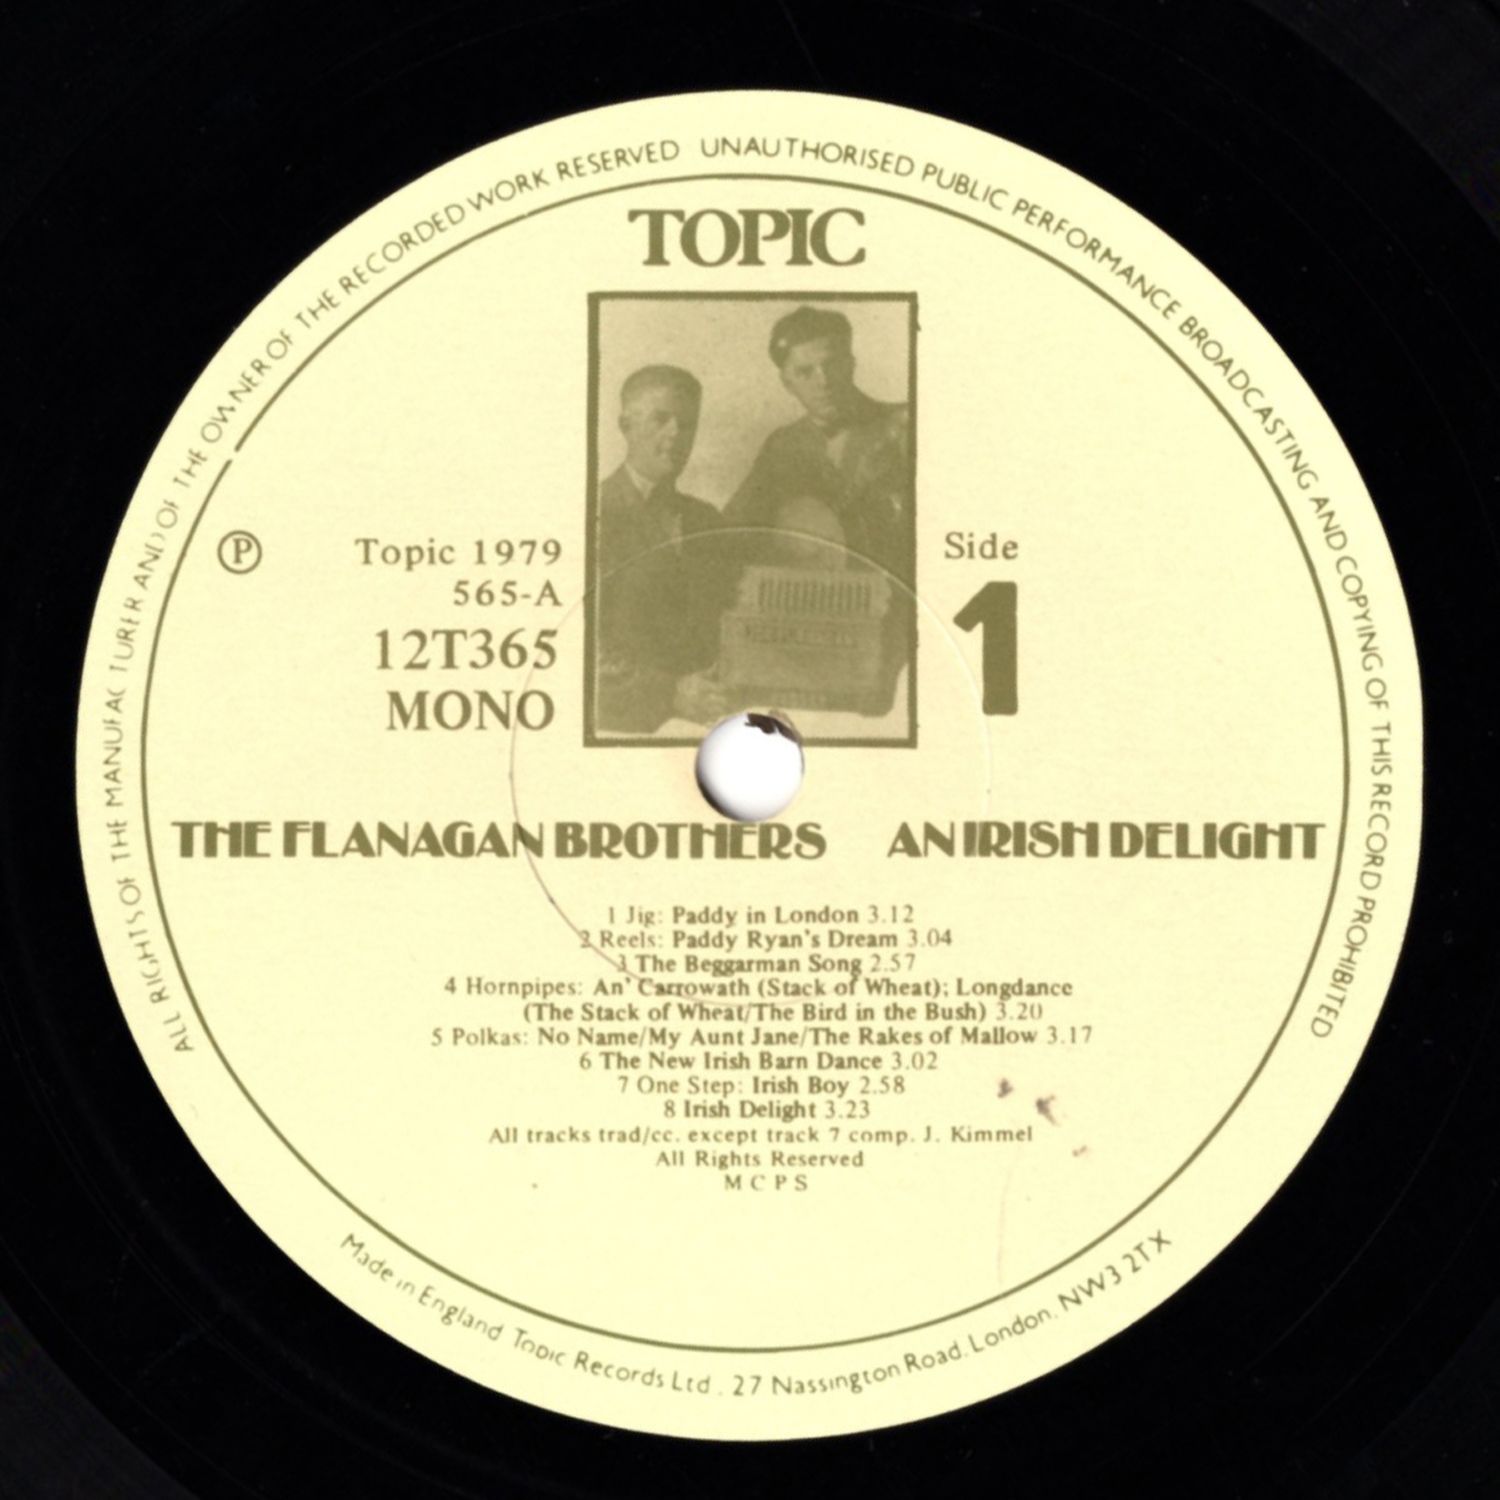 ALL RIGHTS OF THE MANUFACTURER AND OF THE OWNER OF THE RECORDED WORK RESERVED UNAUTHORISED PUBLIC PERFORMANCE BROADCASTING AND COPYING OF THIS RECORD PROHIBITED
TOPIC
Ⓟ Topic 1979
565-A
12T365
MONO
Side
1
THE FLANAGAN BROTHERS AN IRISH DELIGHT
1 Jig: Paddy in London 3.12
2 Reels: Paddy Ryan's Dream 3.04
3 The Beggarman Song 2.57
4 Hornpipes: An' Carrowath (Stack of Wheat); Longdance
(The Stack of Wheat/The Bird in the Bush) 3.20
5 Polkas: No Name/My Aunt Jane/The Rakes of Mallow 3.17
6 The New Irish Barn Dance 3.02
7 One Step: Irish Boy 2.58
8 Irish Delight 3.23
All tracks trad/cc. except track 7 comp. J. Kimmel
All Rights Reserved
M C P S
Made in England Topic Records Ltd. 27 Nassington Road. London. NW3 2TX